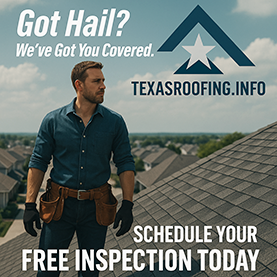 Got Hail?
We've Got You Covered.
TEXASROOFING.INFO
SCHEDULE YOUR
FREE INSPECTION TODAY